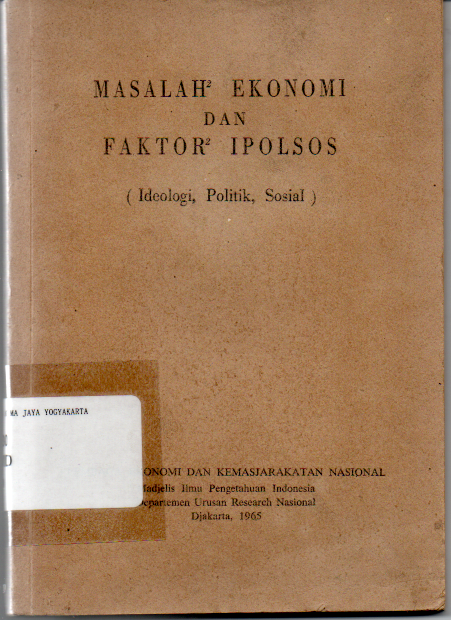 MASALAH² EKONOMI
DAN
FAKTOR² IPOLSOS
( Ideologi, Politik, Sosial )
MA JAYA YOGYAKARTA
D
ONOMI DAN KEMASJARAKATAN NASIONAL
adjelis Ilmu Pengetahuan Indonesia
epartemen Urusan Research Nasional
Djakarta, 1965